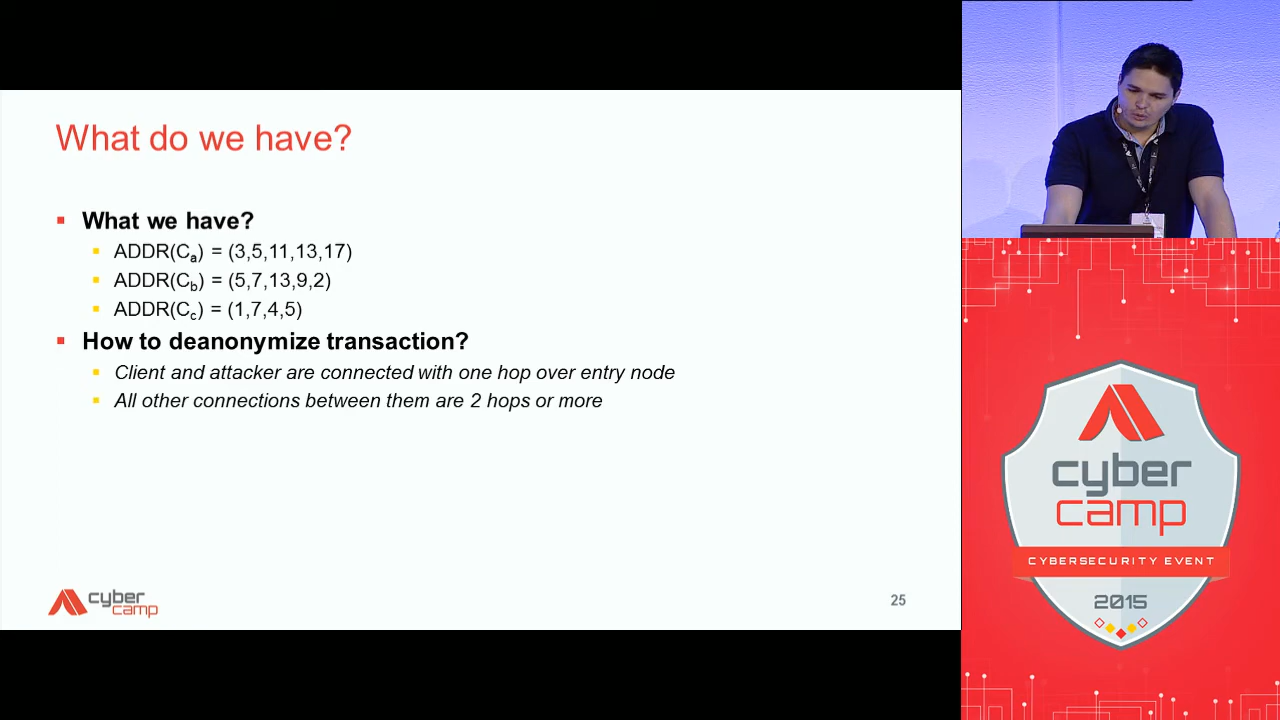 What do we have?
What we have?
ADDR(Ca) = (3,5,11,13,17)
ADDR(Cb) = (5,7,13,9,2)
ADDR(Cc) = (1,7,4,5)
How to deanonymize transaction?
Client and attacker are connected with one hop over entry node
All other connections between them are 2 hops or more
cyber
camp
25
cyber
camp
CYBERSECURITY EVENT
2015